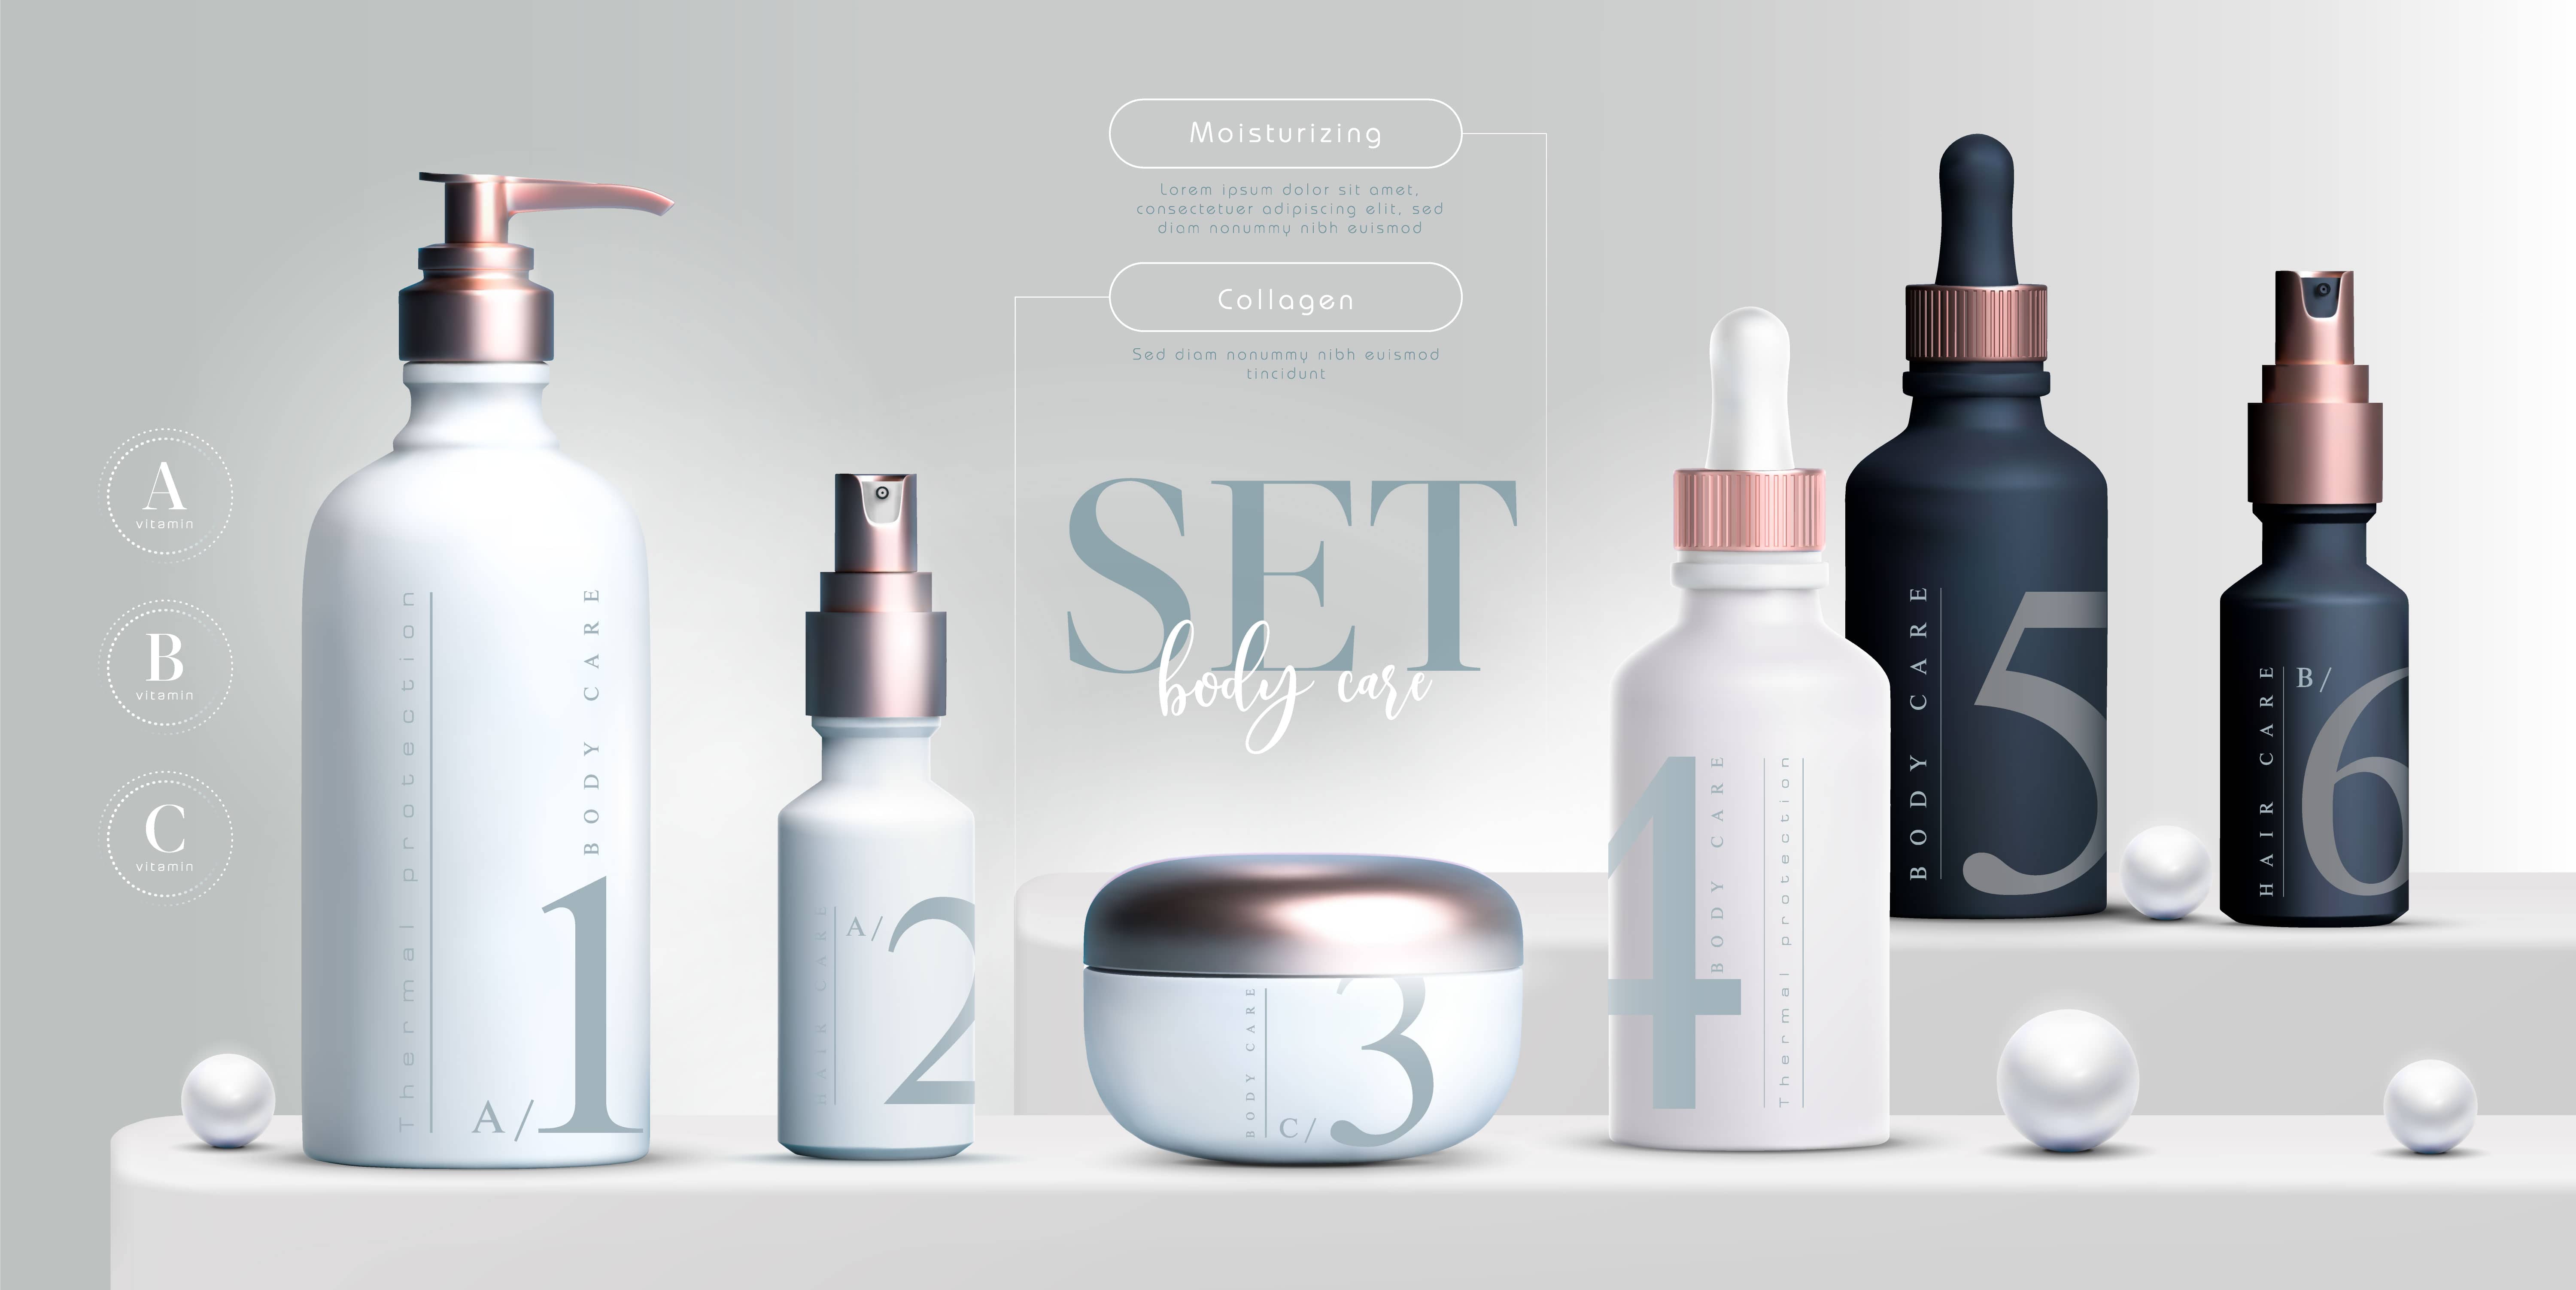 Moisturizing
Lorem ipsum dolor sit amet,
consectetuer adipiscing elit, sed
diam nonummy nibh euismod
Collagen
Sed diam nonummy nibh euismod
tincidunt
SET
body care
A
vitamin
B
vitamin
C
vitamin
Thermal protection
BODY CARE
A/1
HAIR CARE
A/2
BODY CARE
C/3
4
BODY CARE
Thermal protection
BODY CARE
5
HAIR CARE
B/6